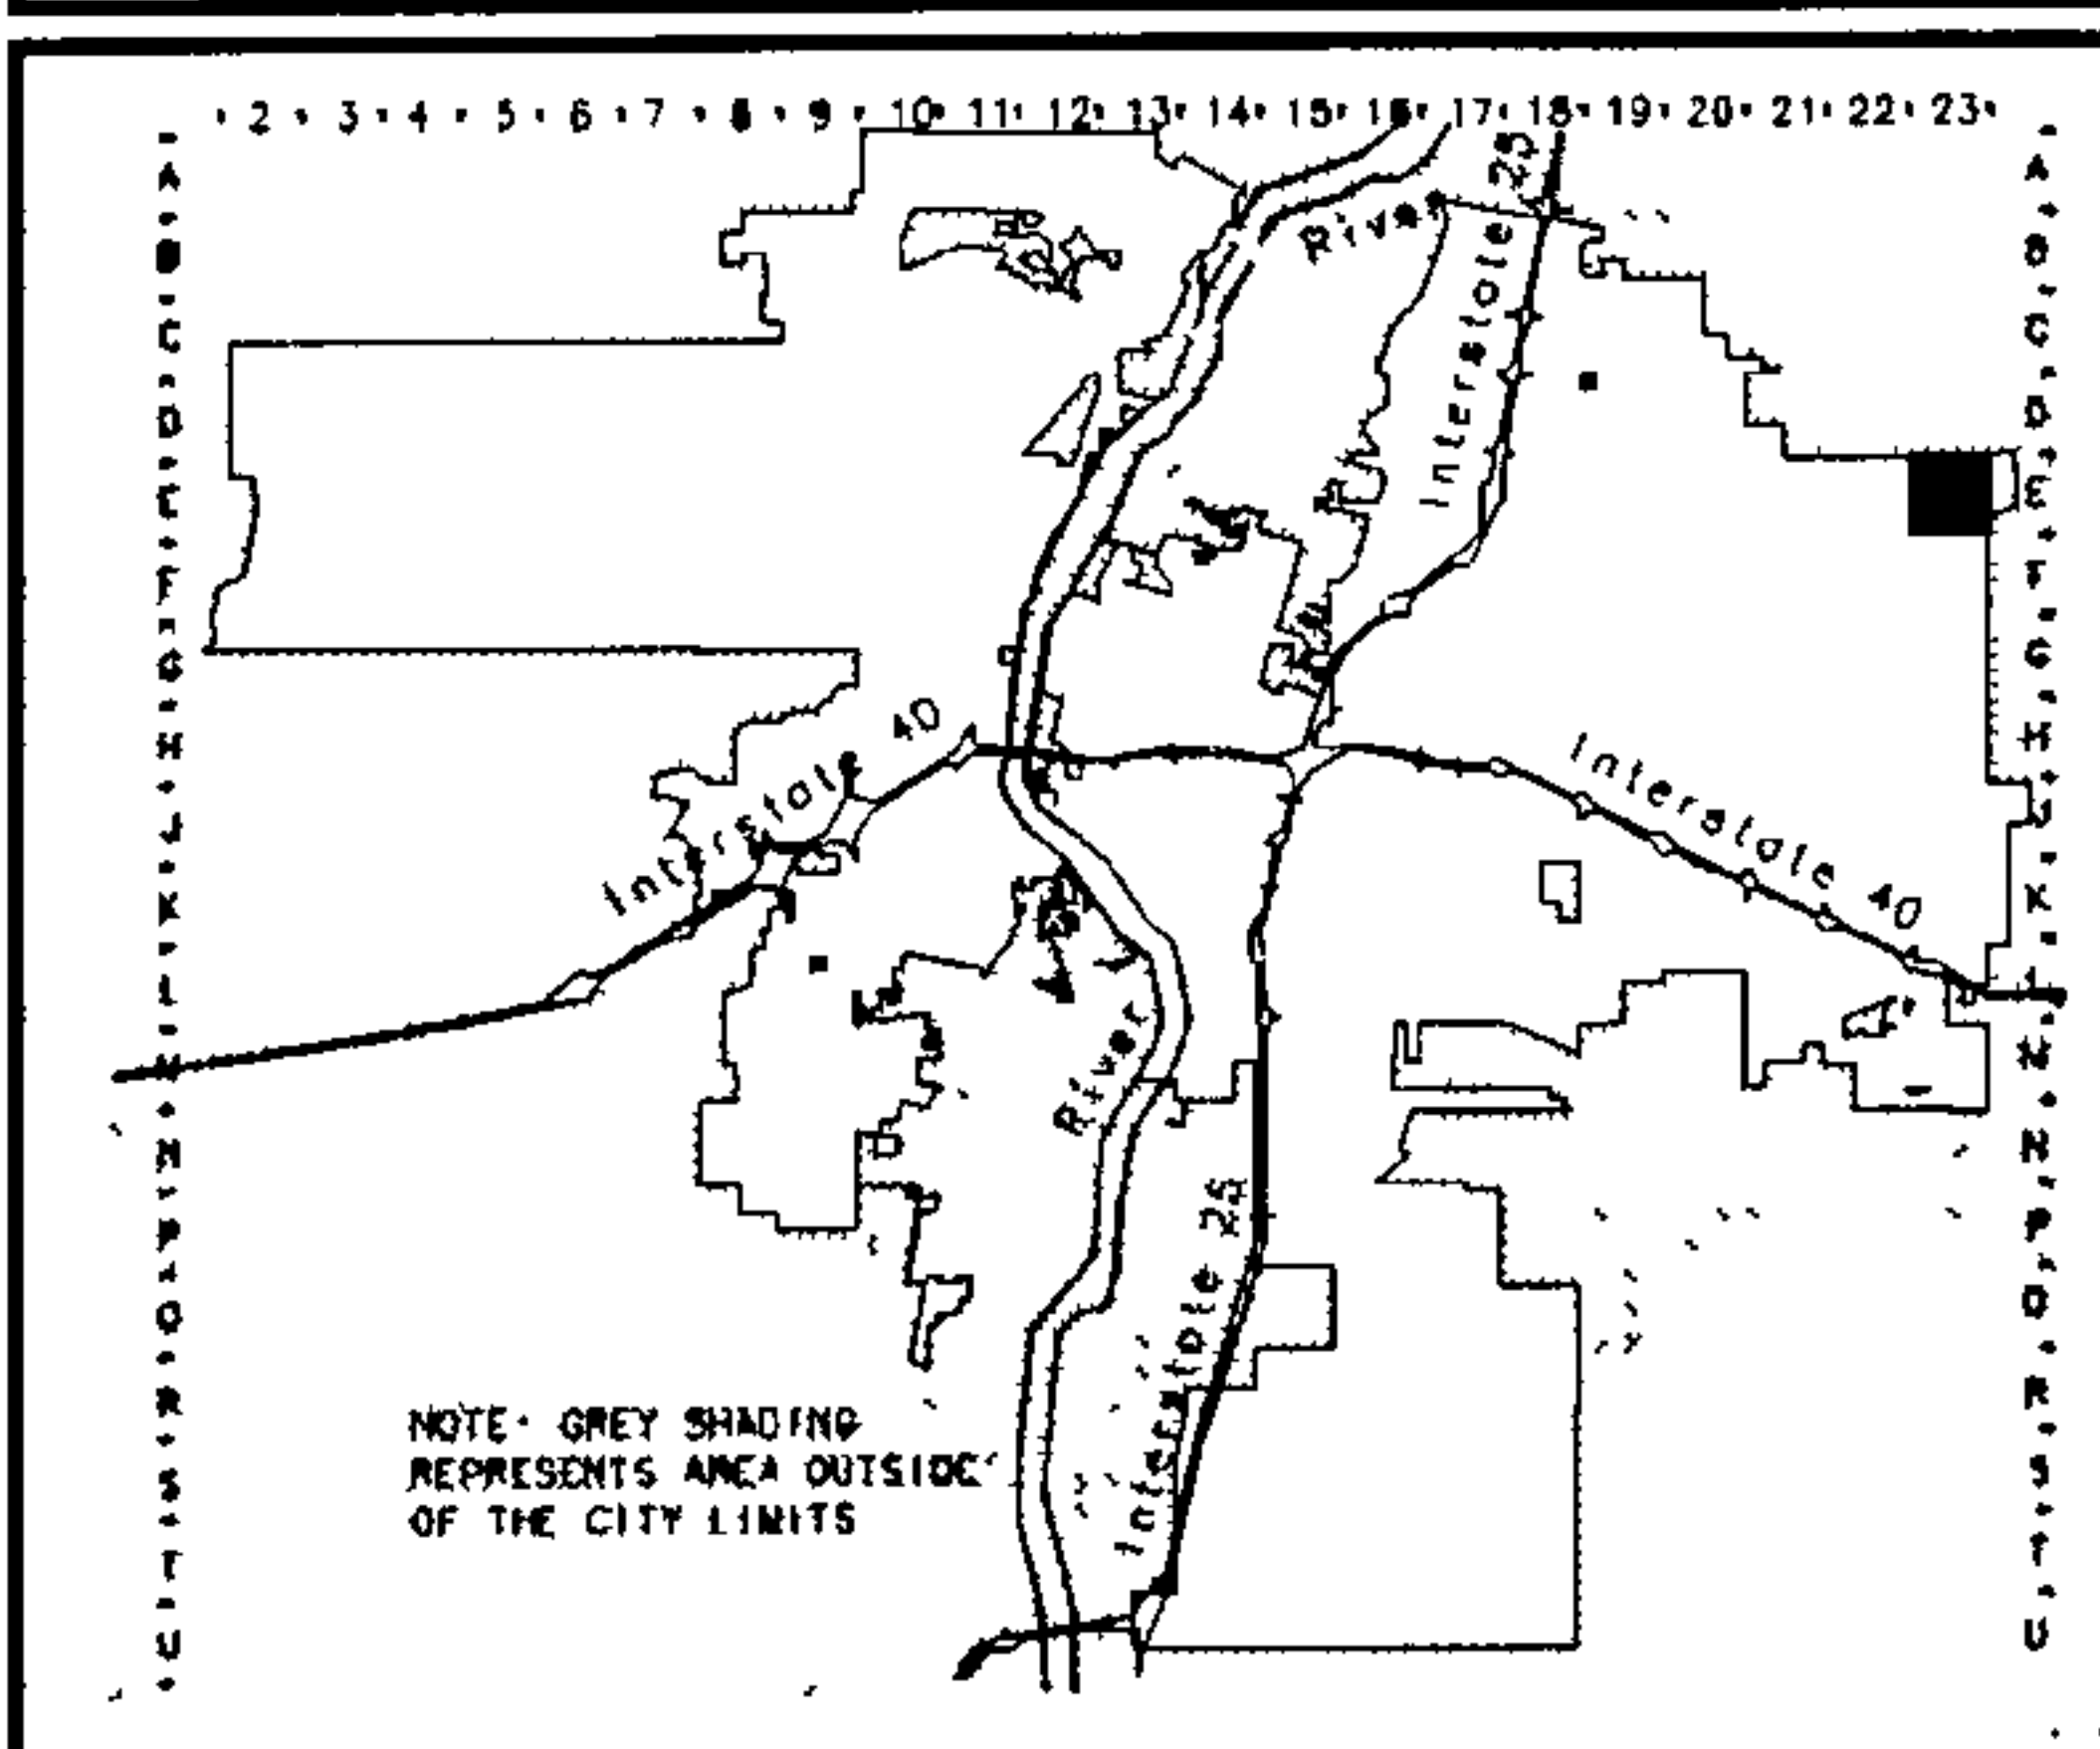 2 3 4 5 6 7 8 9 10 11 12 13 14 15 16 17 18 19 20 21 22 23
A A
B B
C C
D D
E E
F F
G G
H H
J J
K K
L L
M M
N N
P P
Q Q
R R
S S
T T
U U
River
Interstate 25
Interstate 40
Interstate 40
River
Interstate 25
NOTE: GREY SHADING
REPRESENTS AREA OUTSIDE
OF THE CITY LIMITS